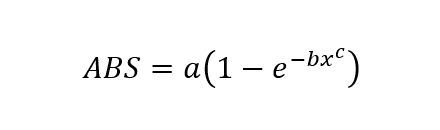 𝐴𝐵𝑆 = 𝑎(1 − 𝑒^{−𝑏𝑥^𝑐})